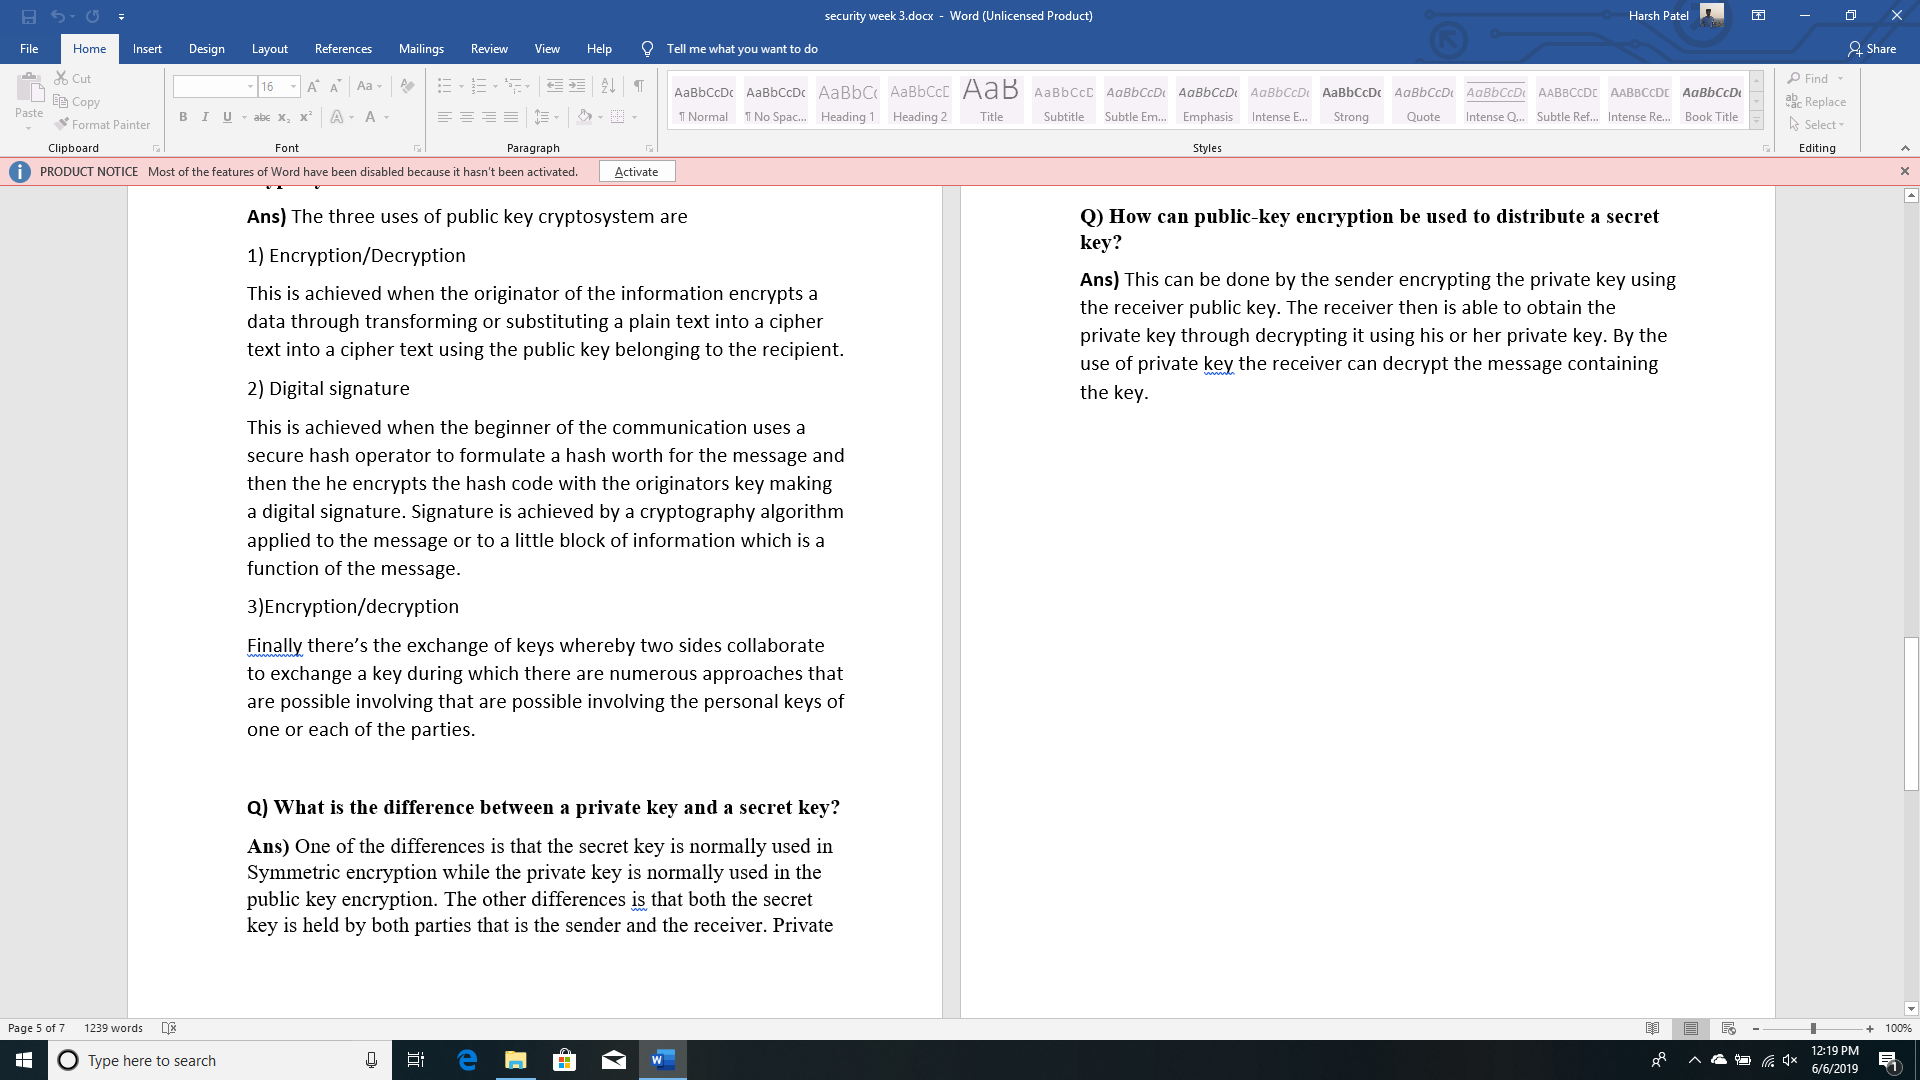 security week 3.docx - Word (Unlicensed Product)
Harsh Patel
File Home Insert Design Layout References Mailings Review View Help Tell me what you want to do
Share
Paste
Cut
Copy
Format Painter
Clipboard
16
Aa
B I U abc x₂ x²
A A
Font
Paragraph
AaBbCcDc AaBbCcDc AaBbCc AaBbCcD AaB AaBbCcD AaBbCcDc AaBbCcDc AaBbCcDc AaBbCcDc AaBbCcDc AaBbCcDc AaBbCcDc AaBbCcDc AaBbCcDc
¶ Normal ¶ No Spac... Heading 1 Heading 2 Title Subtitle Subtle Em... Emphasis Intense E... Strong Quote Intense Q... Subtle Ref... Intense Re... Book Title
Styles
Find
Replace
Select
Editing
PRODUCT NOTICE Most of the features of Word have been disabled because it hasn't been activated. Activate
Ans) The three uses of public key cryptosystem are
1) Encryption/Decryption
This is achieved when the originator of the information encrypts a
data through transforming or substituting a plain text into a cipher
text into a cipher text using the public key belonging to the recipient.
2) Digital signature
This is achieved when the beginner of the communication uses a
secure hash operator to formulate a hash worth for the message and
then the he encrypts the hash code with the originators key making
a digital signature. Signature is achieved by a cryptography algorithm
applied to the message or to a little block of information which is a
function of the message.
3)Encryption/decryption
Finally there’s the exchange of keys whereby two sides collaborate
to exchange a key during which there are numerous approaches that
are possible involving that are possible involving the personal keys of
one or each of the parties.
Q) What is the difference between a private key and a secret key?
Ans) One of the differences is that the secret key is normally used in
Symmetric encryption while the private key is normally used in the
public key encryption. The other differences is that both the secret
key is held by both parties that is the sender and the receiver. Private
Q) How can public-key encryption be used to distribute a secret
key?
Ans) This can be done by the sender encrypting the private key using
the receiver public key. The receiver then is able to obtain the
private key through decrypting it using his or her private key. By the
use of private key the receiver can decrypt the message containing
the key.
Page 5 of 7 1239 words
100%
Type here to search
12:19 PM
6/6/2019
1